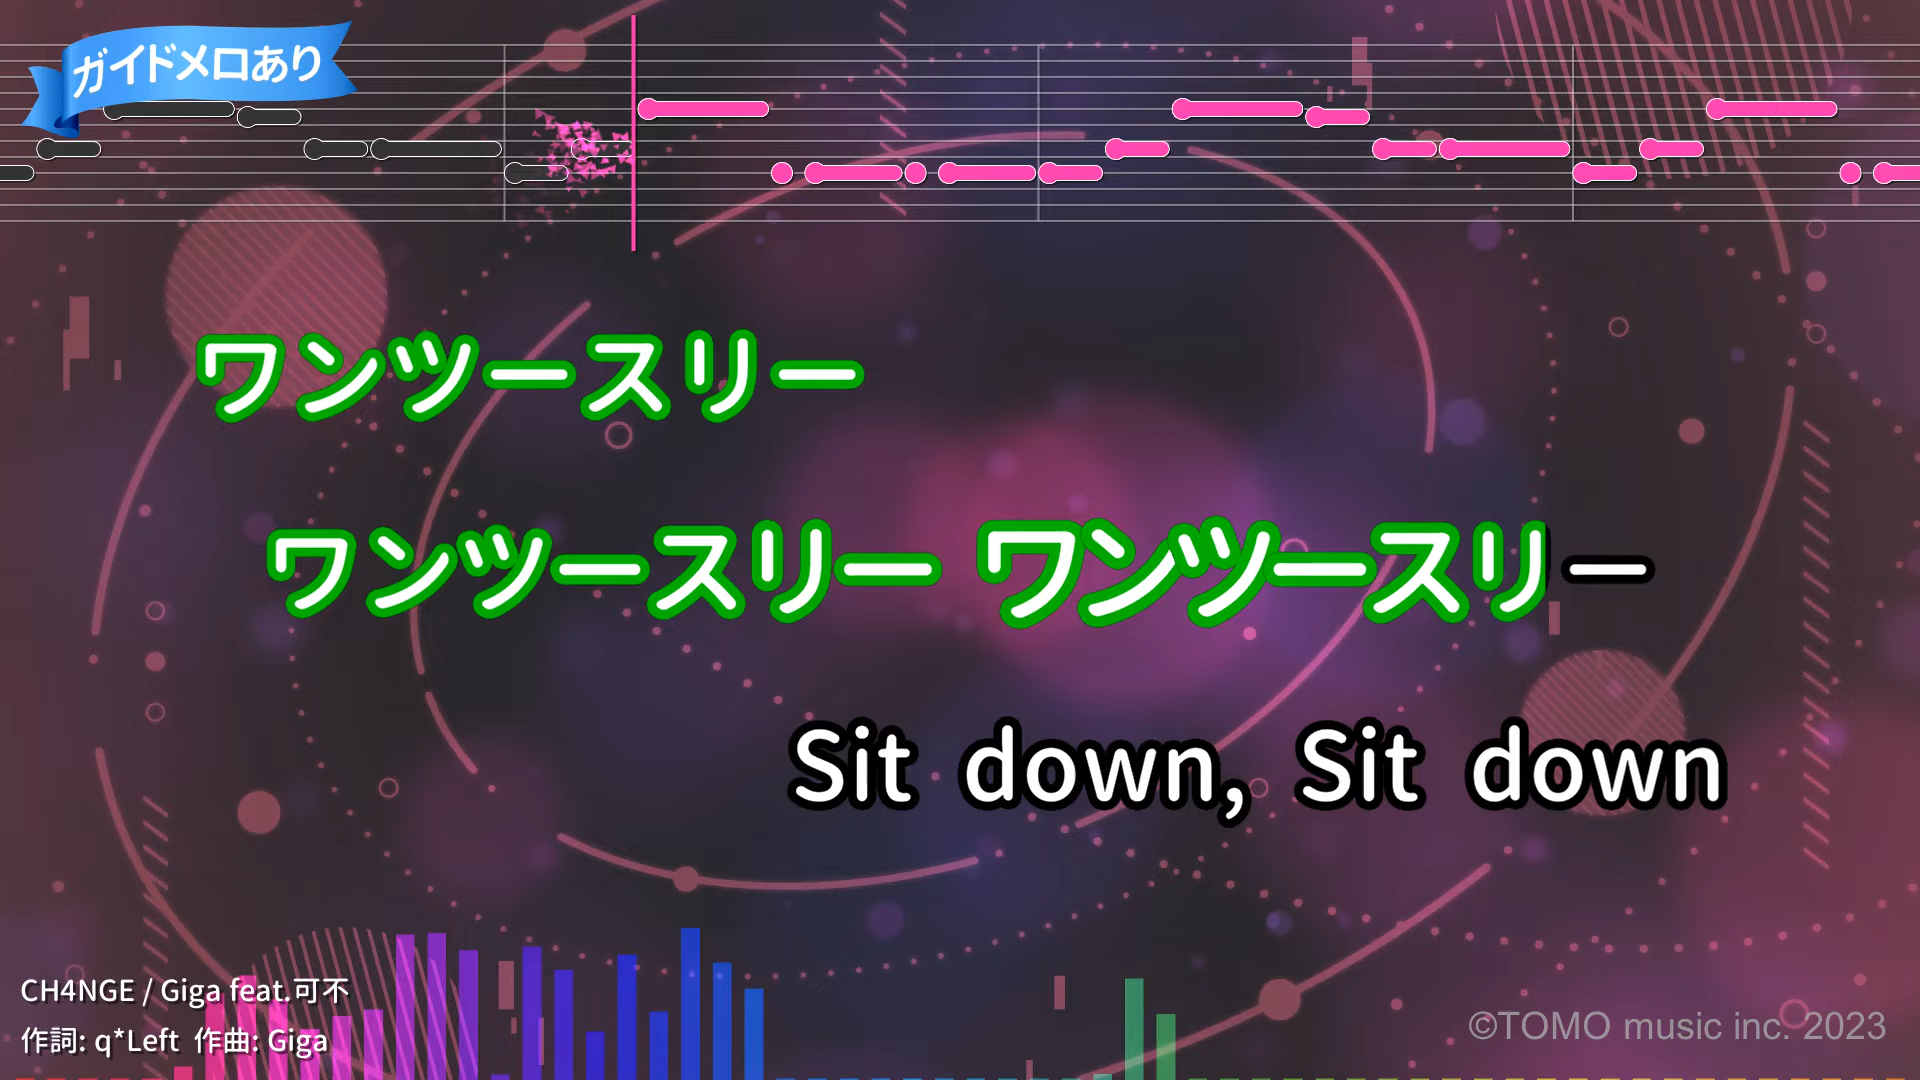 ガイドメロあり
ワンツースリー
ワンツースリー ワンツースリー
Sit down, Sit down
CH4NGE / Giga feat.可不
作詞: q*Left 作曲: Giga
©TOMO music inc. 2023